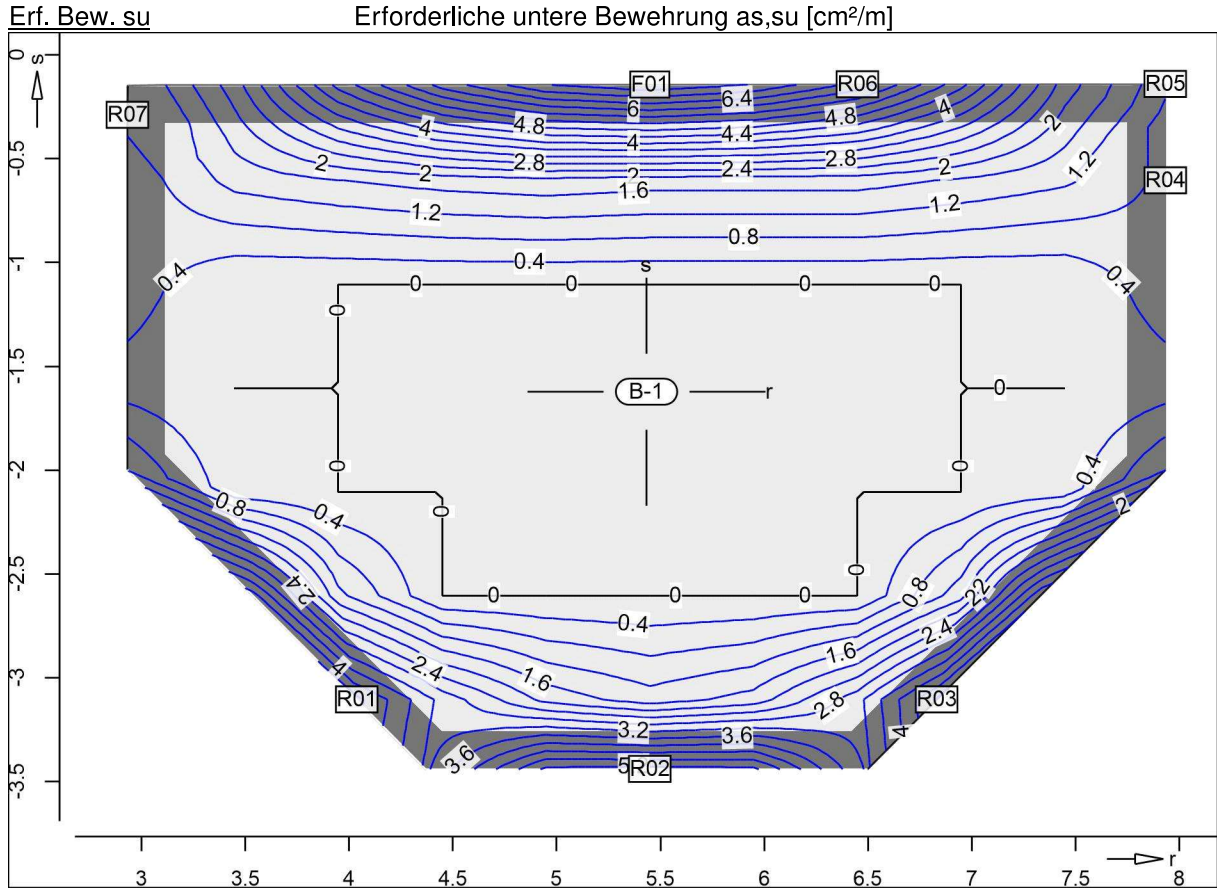 Erf. Bew. su
Erforderliche untere Bewehrung as,su [cm²/m]
0 s
F01 R06 R05
6.4
R07 6 4.8 4
4 4.8 4.4 2
4
-0.5 2 2.8 2.8 1.2
2 2 2.4 2
1.6 R04
1.2 1.2
0.8
-1 0.4 0.4 s 0.4
0 0 0 0
0
-1.5
B-1 r 0
-2 0 0 0.4
0.8 0.4 0 2
-2.5 2.4 0 0.8 2.2
0 0 0
0.4 2.4
-3 4 2.4 1.6 1.6
R01 2.8 R03
3.6 3.2 3.6 4
5 R02
-3.5
r
3 3.5 4 4.5 5 5.5 6 6.5 7 7.5 8